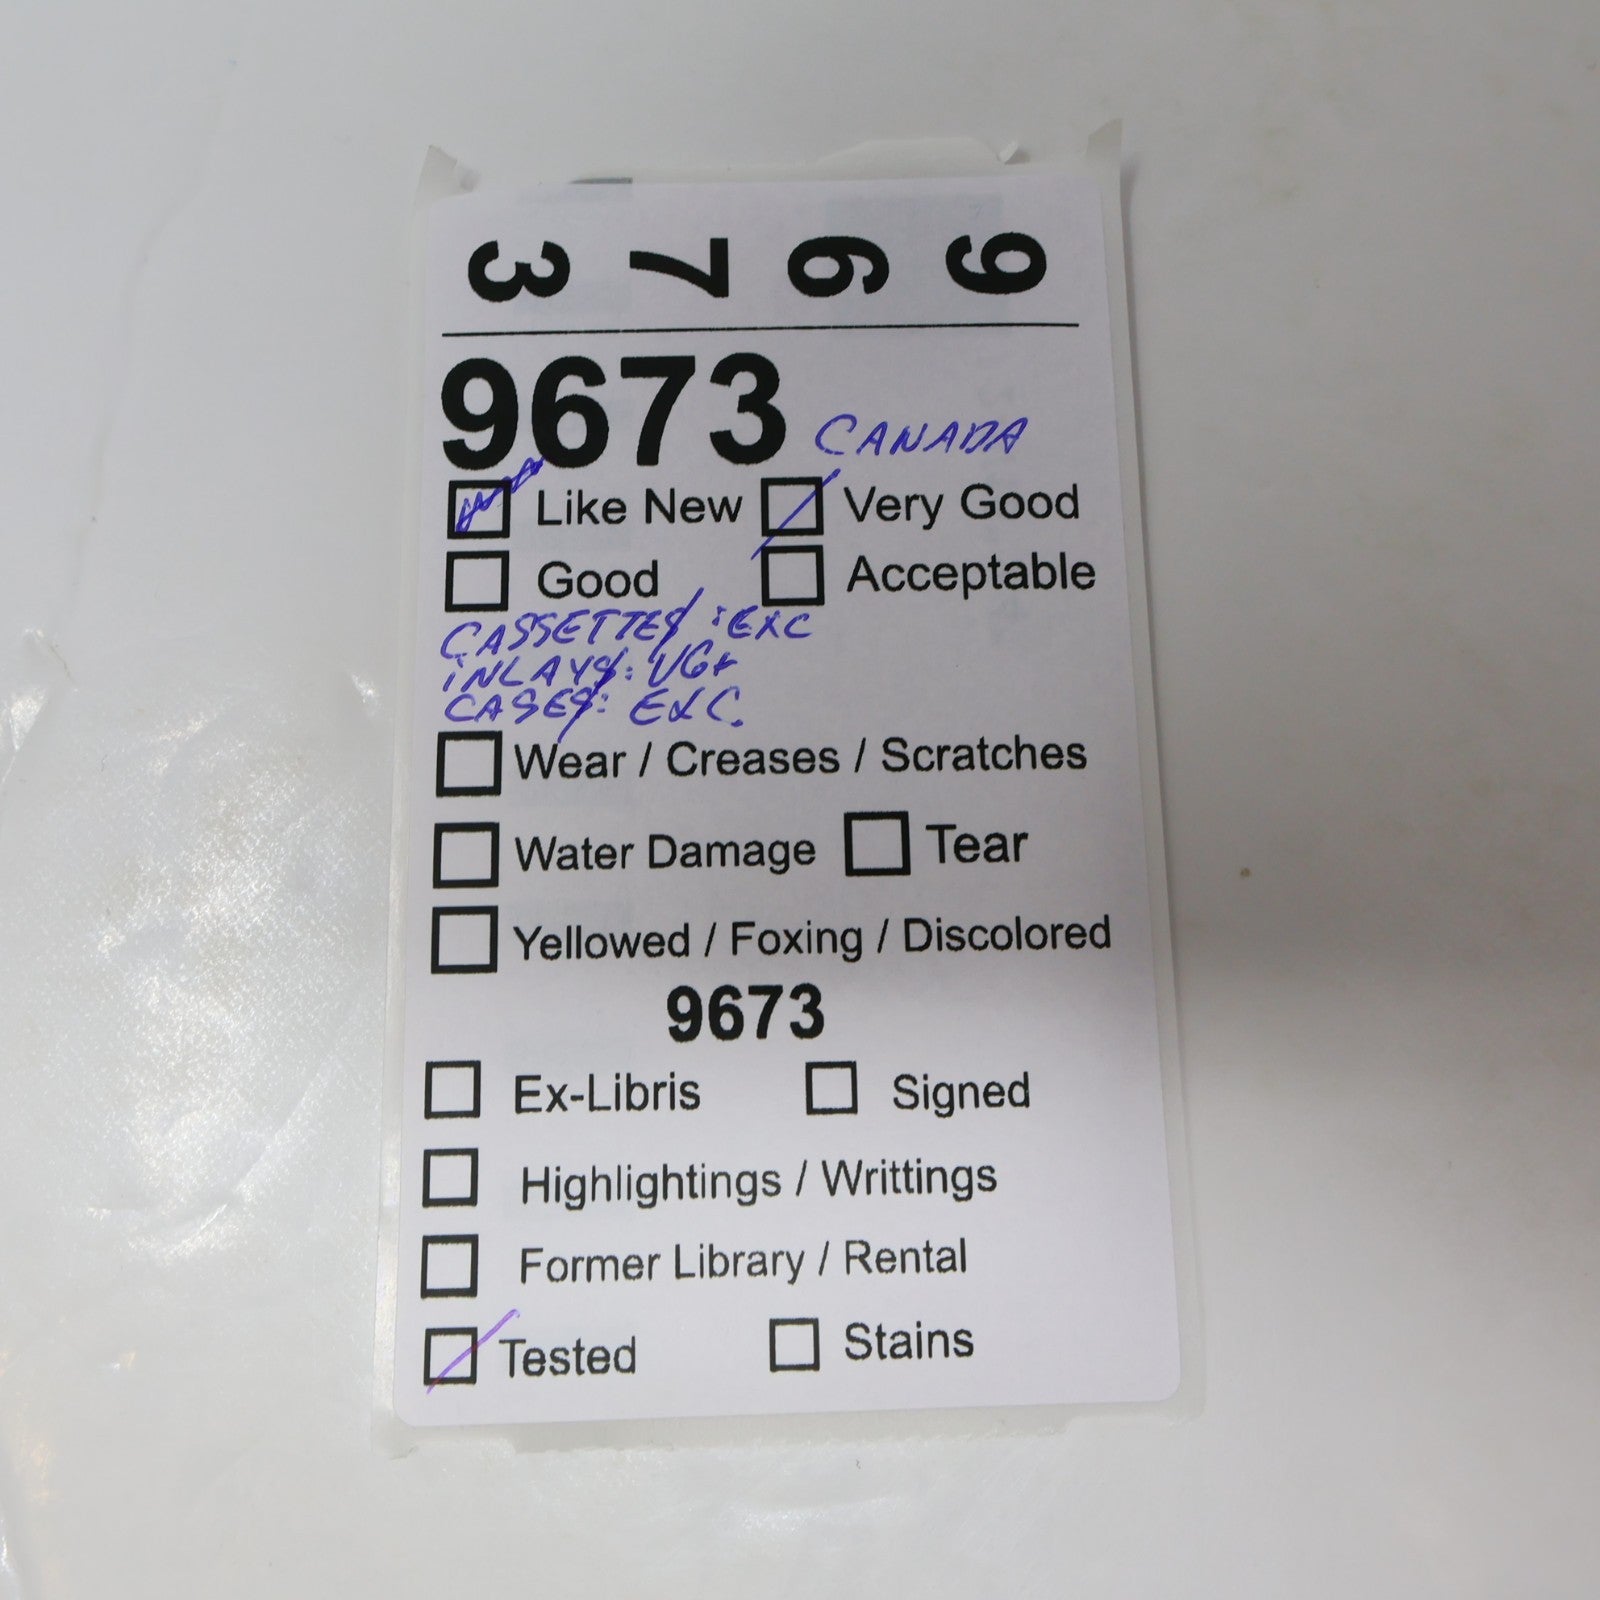 9673
9673 CANADA
Like New Very Good
Good Acceptable
CASSETTES : EXC
INLAYS: VG+
CASES: EXC.
Wear / Creases / Scratches
Water Damage Tear
Yellowed / Foxing / Discolored
9673
Ex-Libris Signed
Highlightings / Writtings
Former Library / Rental
Tested Stains